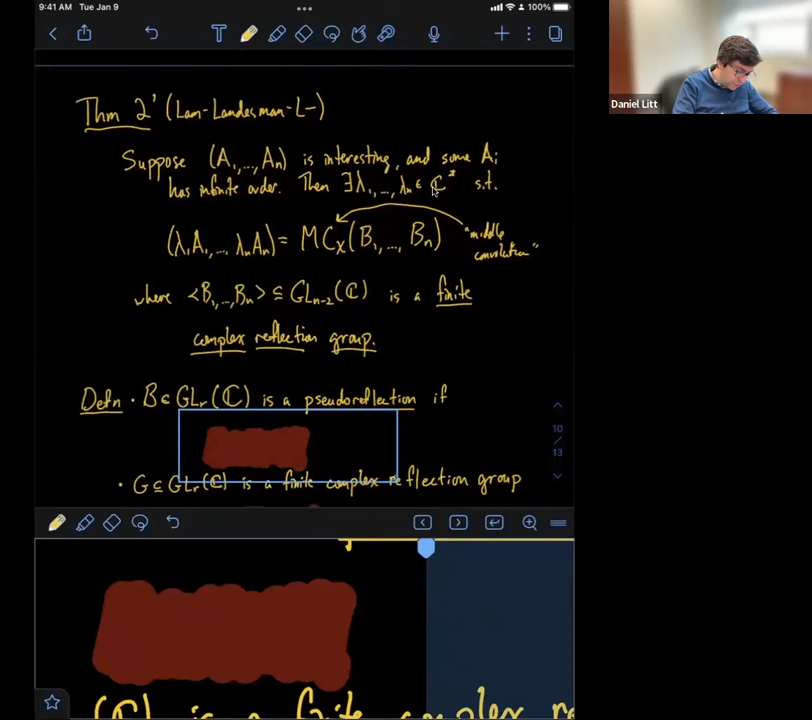 9:41 AM Tue Jan 9
100%
Daniel Litt
Thm 2' (Lam-Landesman-L-)
Suppose (A₁,..., Aₙ) is interesting, and some Aᵢ
has infinite order. Then ∃λ₁,..., λₙ ∈ ℂ* s.t.
(λ₁A₁,..., λₙAₙ) = MC_χ(B₁,..., Bₙ) "middle
convolution"
where <B₁,...,Bₙ> ⊆ GLₙ₋₂(ℂ) is a finite
complex reflection group.
Defn • B∈GLᵣ(ℂ) is a pseudoreflection if
10
/
13
• G⊆GLᵣ(ℂ) is a finite complex reflection group